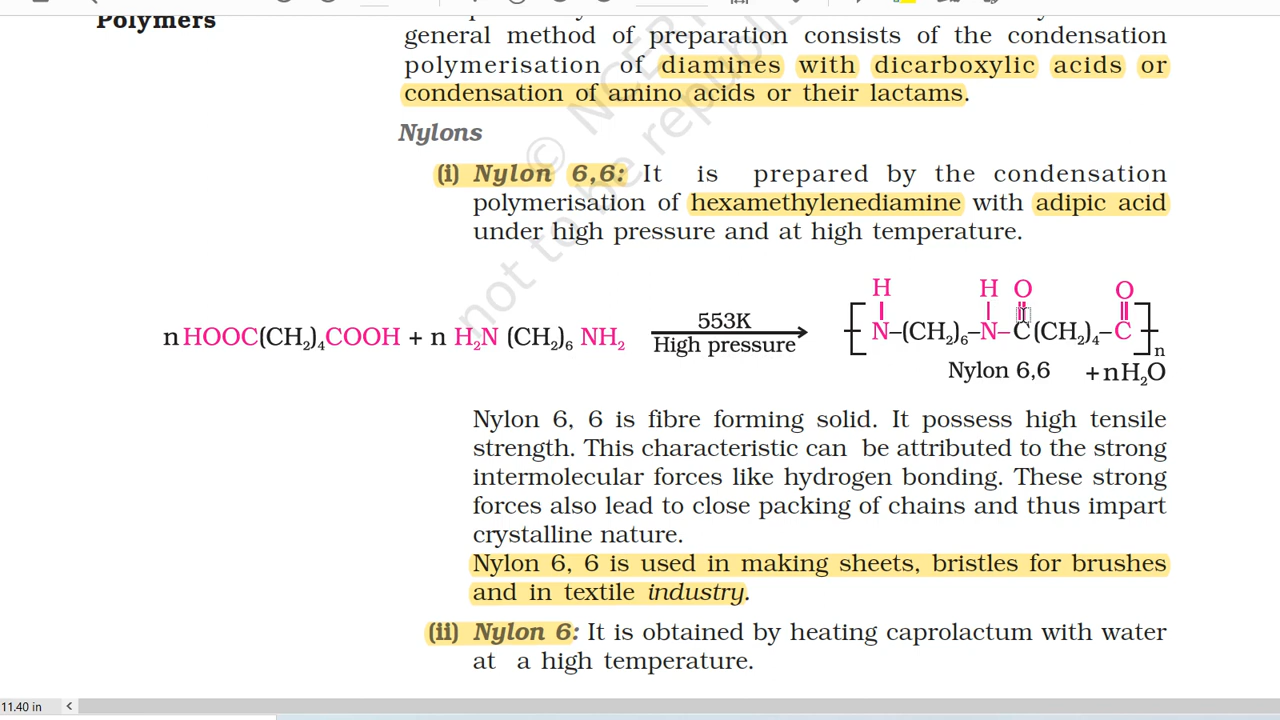 Polymers
general method of preparation consists of the condensation
polymerisation of diamines with dicarboxylic acids or
condensation of amino acids or their lactams.
Nylons
(i) Nylon 6,6: It is prepared by the condensation
polymerisation of hexamethylenediamine with adipic acid
under high pressure and at high temperature.
n HOOC(CH₂)₄COOH + n H₂N (CH₂)₆ NH₂
553K
High pressure
H H O O
[N–(CH₂)₆–N–C(CH₂)₄–C]n
Nylon 6,6 +nH₂O
Nylon 6, 6 is fibre forming solid. It possess high tensile
strength. This characteristic can be attributed to the strong
intermolecular forces like hydrogen bonding. These strong
forces also lead to close packing of chains and thus impart
crystalline nature.
Nylon 6, 6 is used in making sheets, bristles for brushes
and in textile industry.
(ii) Nylon 6: It is obtained by heating caprolactum with water
at a high temperature.
© NCERT
not to be republis
11.40 in